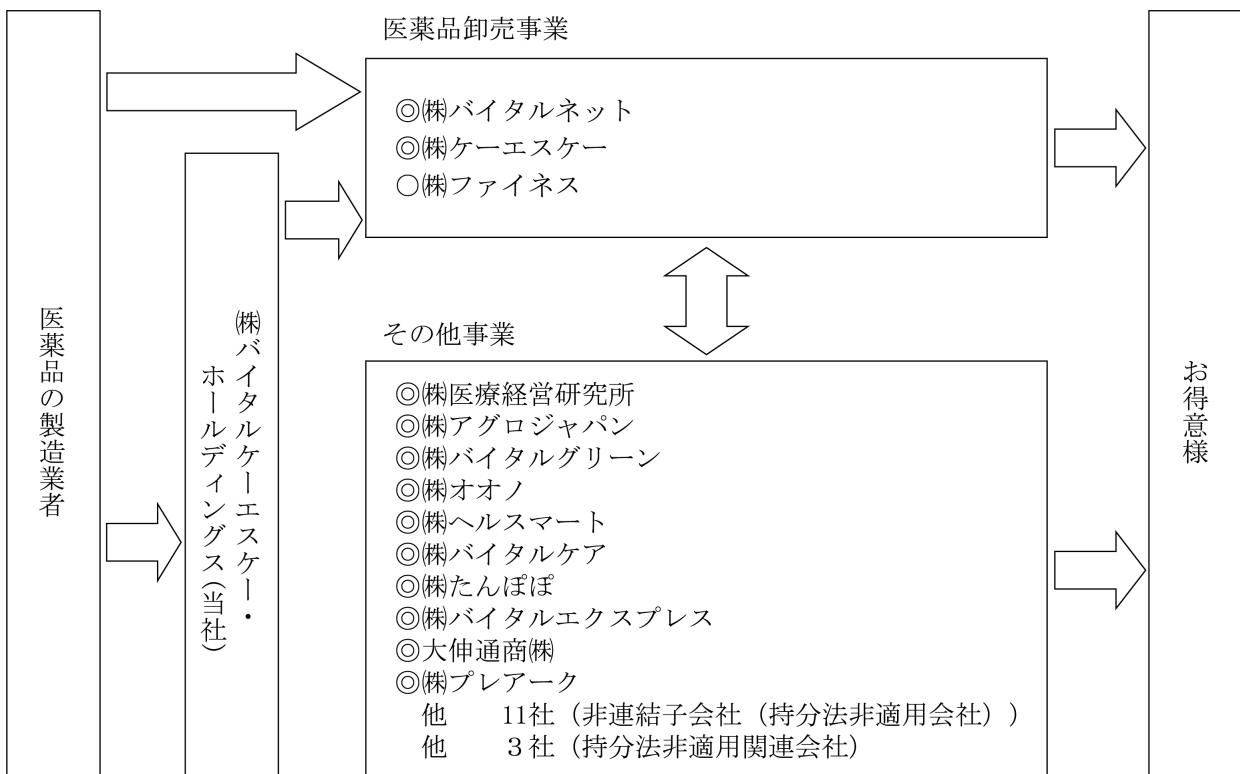 医薬品卸売事業
◎㈱バイタルネット
◎㈱ケーエスケー
○㈱ファイネス
医薬品の製造業者
㈱バイタルケーエスケー・
ホールディングス(当社)
その他事業
◎㈱医療経営研究所
◎㈱アグロジャパン
◎㈱バイタルグリーン
◎㈱オオノ
◎㈱ヘルスマート
◎㈱バイタルケア
◎㈱たんぽぽ
◎㈱バイタルエクスプレス
◎大伸通商㈱
◎㈱プレアーク
他　　11社（非連結子会社（持分法非適用会社））
他　　３社（持分法非適用関連会社）
お得意様